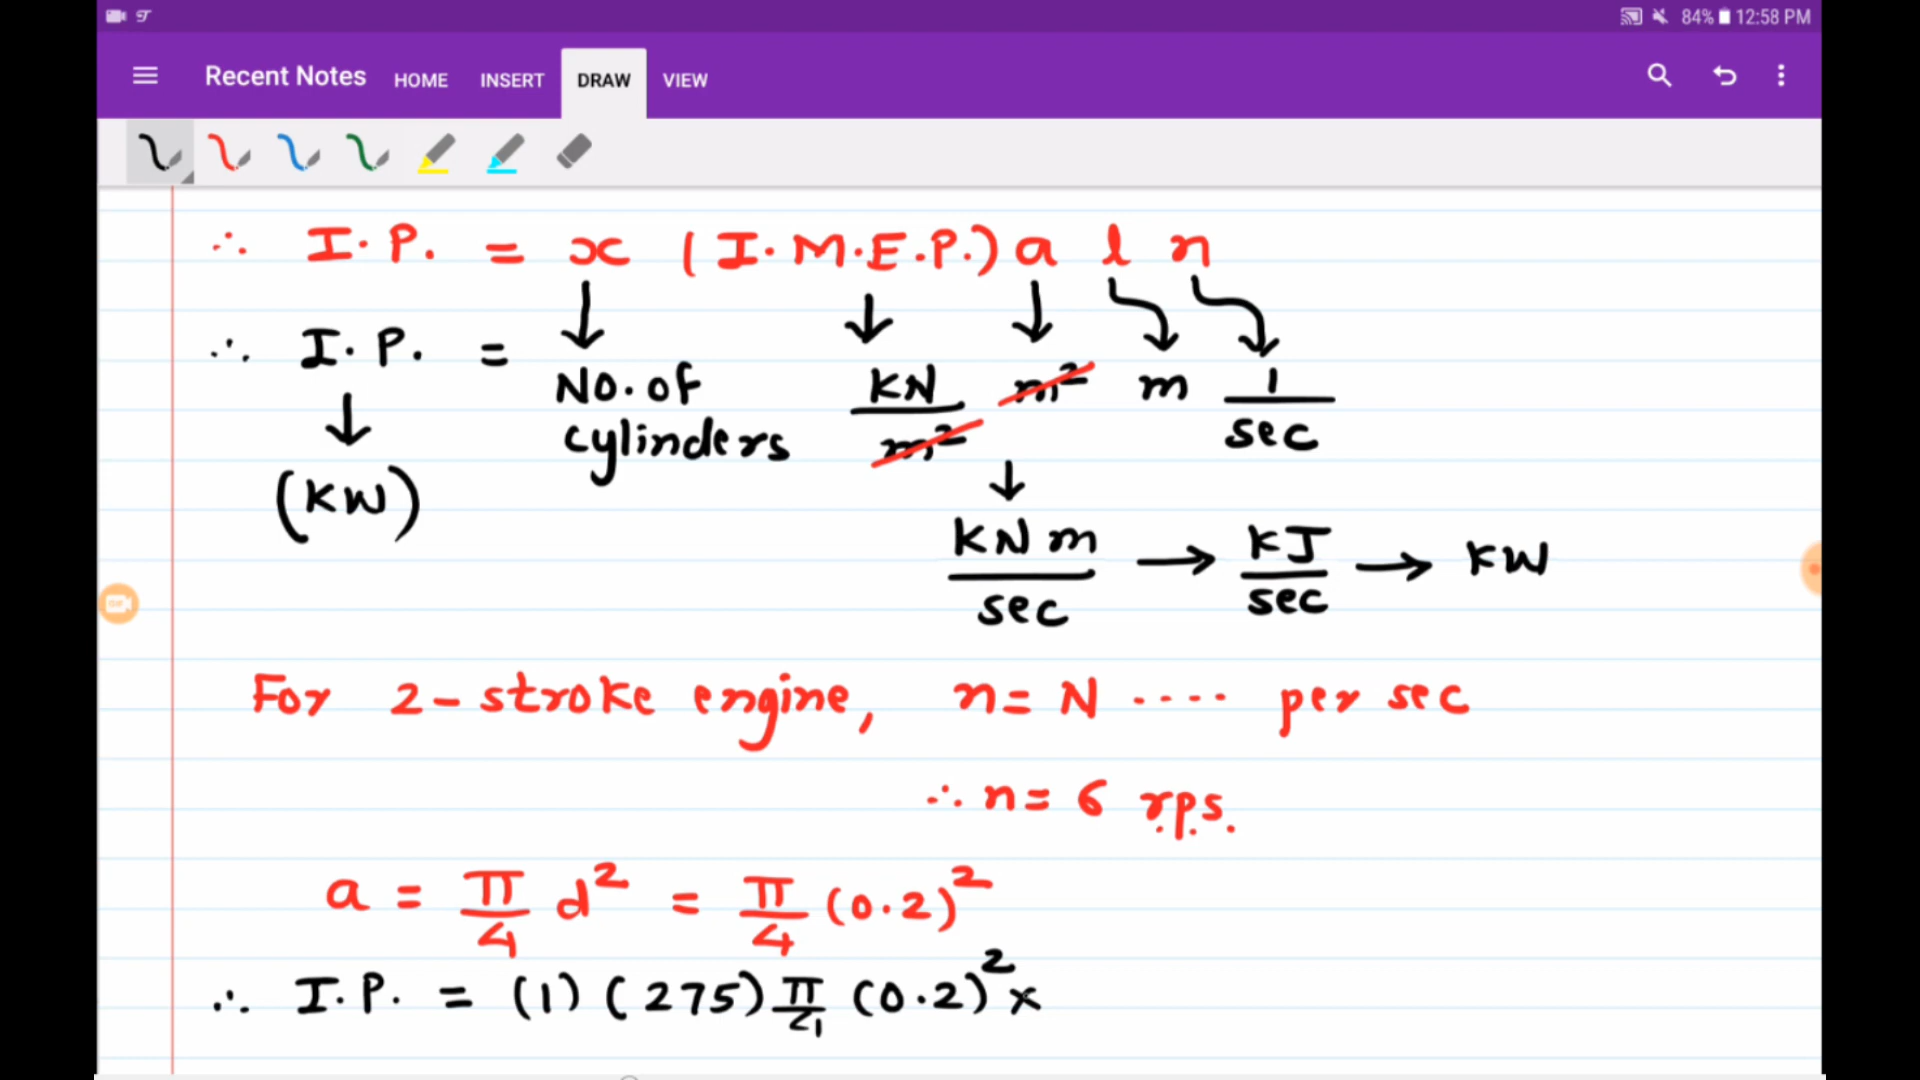 84% 12:58 PM
Recent Notes HOME INSERT DRAW VIEW
∴ I.P. = x (I.M.E.P.) a l n
∴ I.P. = No. of cylinders kN/m² m² m 1/sec
(kW)
kN m/sec → kJ/sec → kW
For 2-stroke engine, n = N .... per sec
∴ n = 6 r.p.s.
a = π/4 d² = π/4 (0.2)²
∴ I.P. = (1) (275) π/4 (0.2)² x